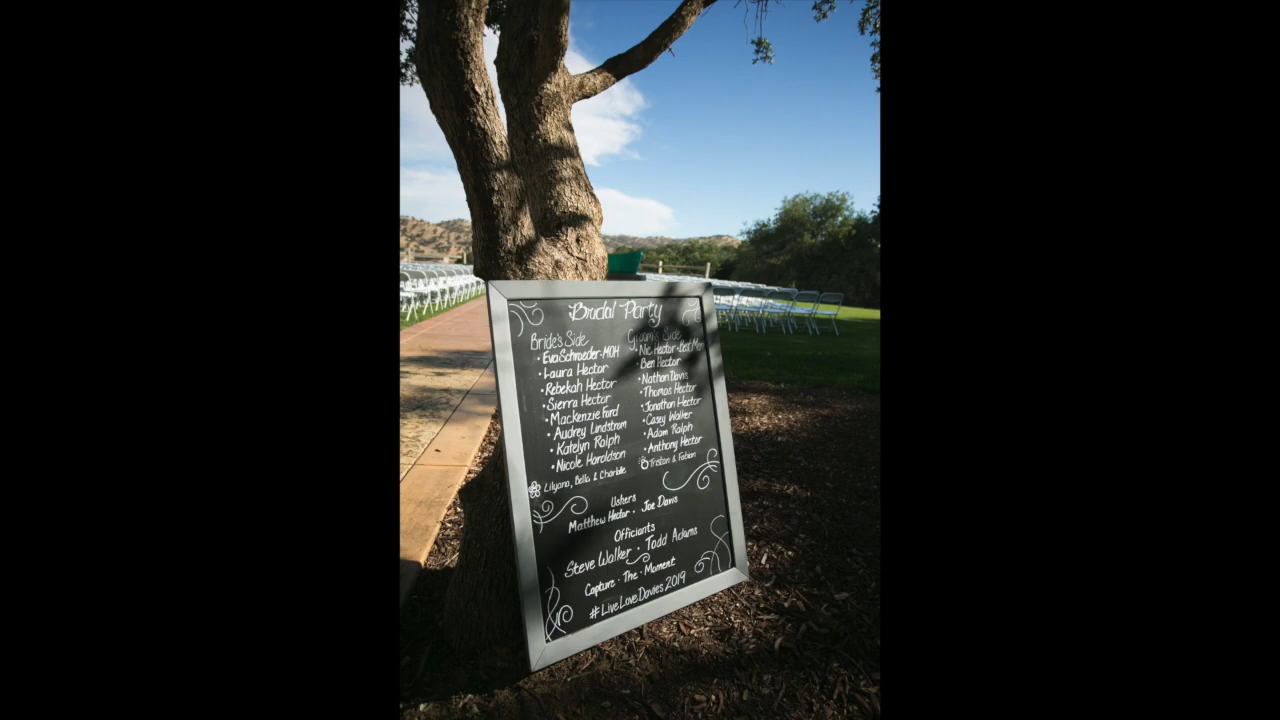 Bridal Party
Bride's Side
• Eva Schroeder-MOH
• Laura Hector
• Rebekah Hector
• Sierra Hector
• Mackenzie Ford
• Audrey Lindstrom
• Katelyn Ralph
• Nicole Haroldson
Lilyana, Bella & Charlotte
Groom's Side
• Nic Hector-Best Man
• Ben Hector
• Nathan Davis
• Thomas Hector
• Jonathan Hector
• Casey Walker
• Adam Ralph
• Anthony Hector
Tristan & Fabian
Ushers
Matthew Hector • Joe Davis
Officiants
Steve Walker • Todd Adams
Capture • The • Moment
#LiveLoveDavies 2019